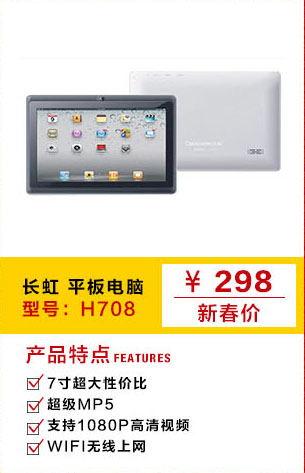 长虹 平板电脑
型号：H708
￥ 298
新春价
产品特点 FEATURES
7寸超大性价比
超级MP5
支持1080P高清视频
WIFI无线上网